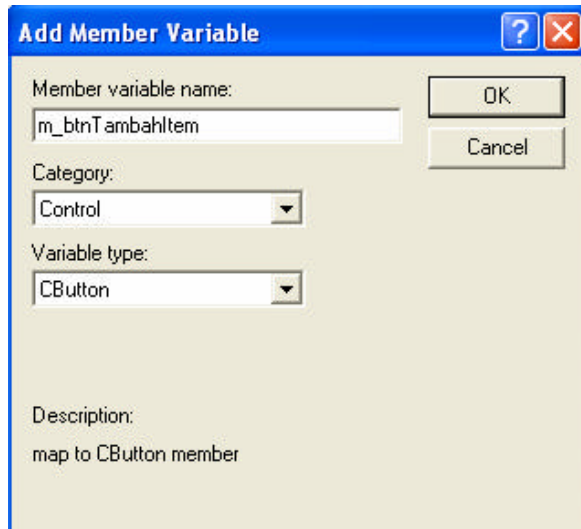 Add Member Variable
Member variable name:
OK
m_btnTambahItem
Cancel
Category:
Control
Variable type:
CButton
Description:
map to CButton member